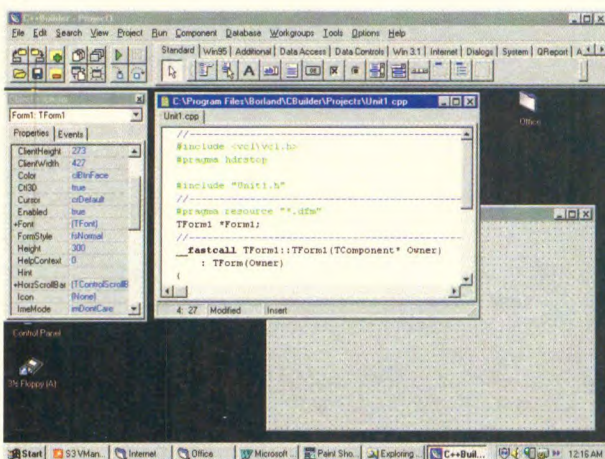 C++Builder - Project1
File Edit Search View Project Run Component Database Workgroups Tools Options Help
Standard Win95 Additional Data Access Data Controls Win 3.1 Internet Dialogs System QReport A
Form1: TForm1
Properties Events
ClientHeight 273
ClientWidth 427
Color clBtnFace
Ctl3D true
Cursor crDefault
Enabled true
+Font (TFont)
FormStyle fsNormal
Height 300
HelpContext 0
Hint
+HorzScrollBar (TControlScrollB
Icon (None)
ImeMode imDontCare
C:\Program Files\Borland\CBuilder\Projects\Unit1.cpp
Unit1.cpp
//---------------------------------------------
#include <vcl\vcl.h>
#pragma hdrstop
#include "Unit1.h"
//---------------------------------------------
#pragma resource "*.dfm"
TForm1 *Form1;
//---------------------------------------------
__fastcall TForm1::TForm1(TComponent* Owner)
: TForm(Owner)
{
4: 27 Modified Insert
Office
Control Panel
3½ Floppy (A:)
Start S3 VMan... Internet Office Microsoft ... Paint Sho... Exploring ... C++Buil... 12:16 AM